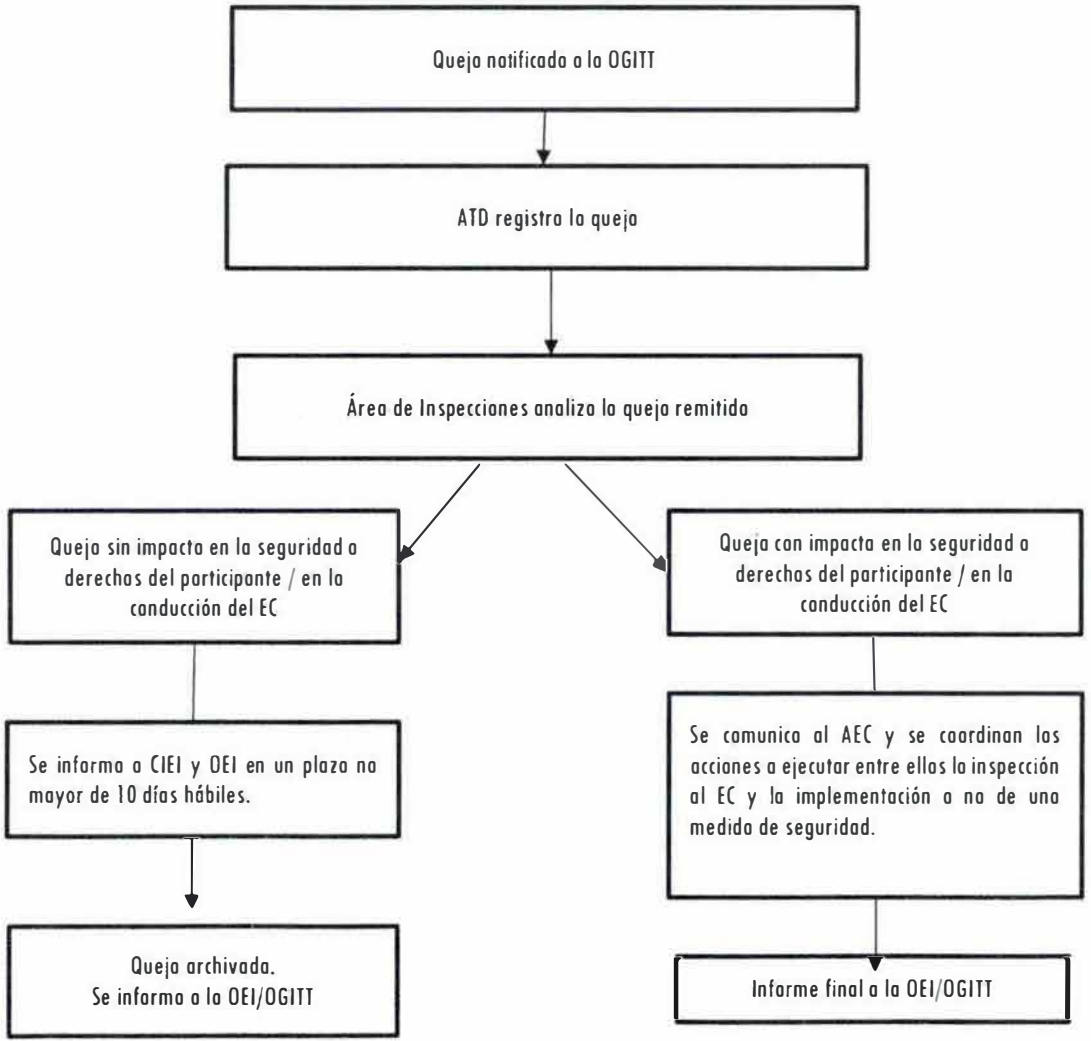 Queja notificada a la OGITT
ATD registra la queja
Área de Inspecciones analiza la queja remitida
Queja sin impacto en la seguridad o
derechos del participante / en la
conducción del EC
Queja con impacto en la seguridad o
derechos del participante / en la
conducción del EC
Se informa a CIEI y OEI en un plazo no
mayor de 10 días hábiles.
Se comunica al AEC y se coordinan las
acciones a ejecutar entre ellas la inspección
al EC y la implementación o no de una
medida de seguridad.
Queja archivada.
Se informa a la OEI/OGITT
Informe final a la OEI/OGITT